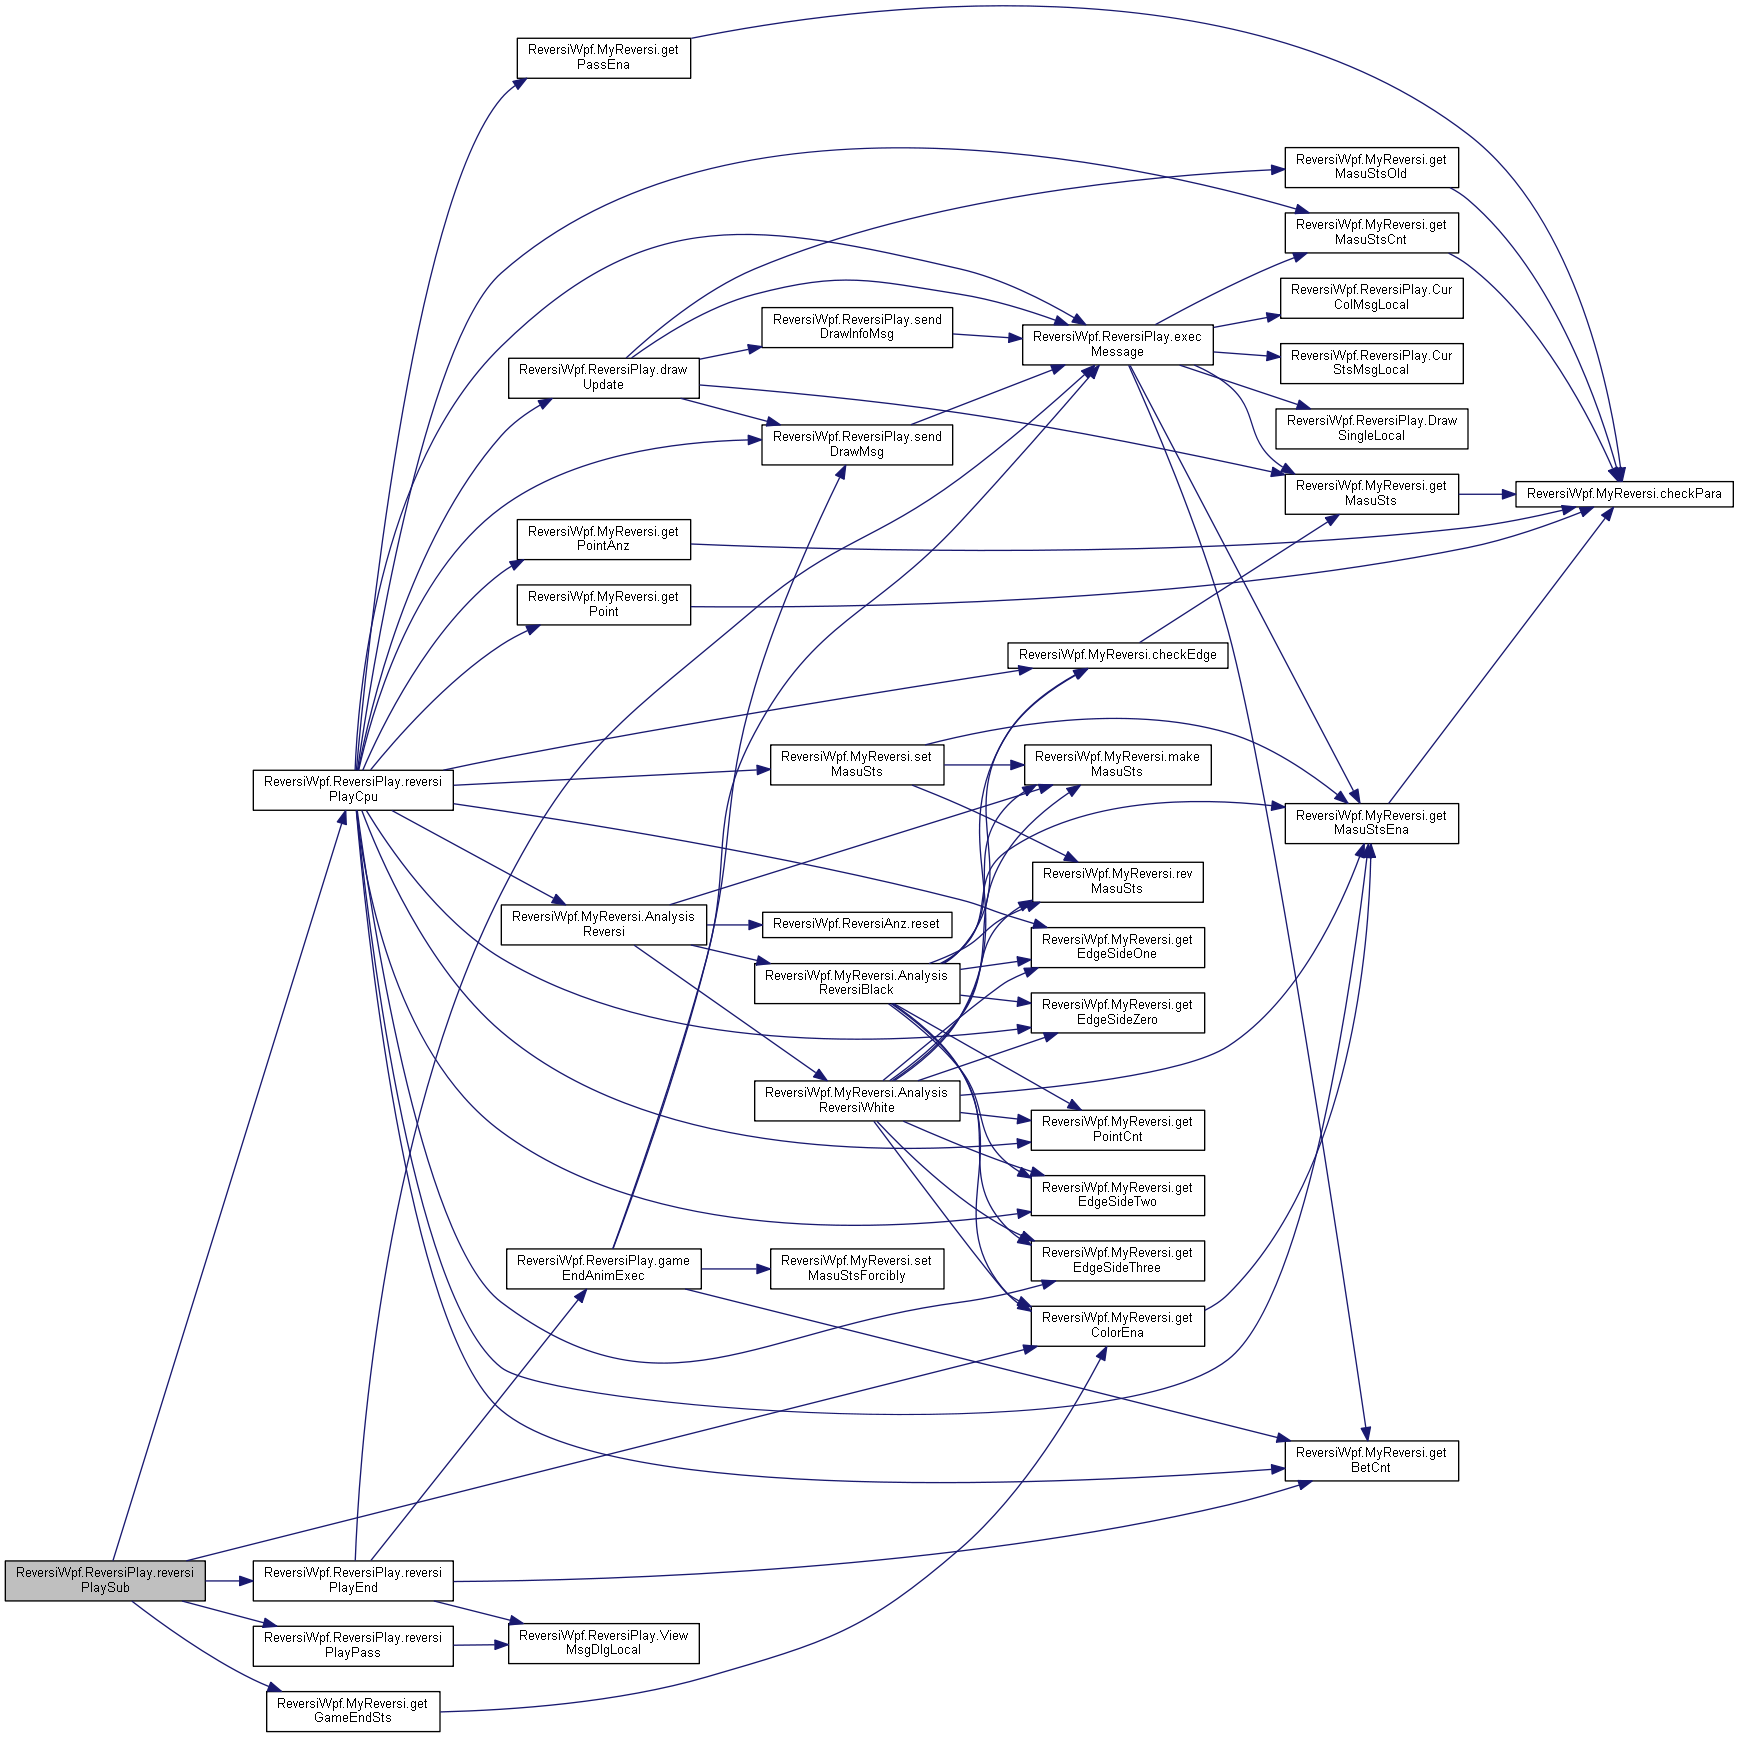 ReversiWpf.MyReversi.get
PassEna
ReversiWpf.MyReversi.get
MasuStsOld
ReversiWpf.MyReversi.get
MasuStsCnt
ReversiWpf.ReversiPlay.Cur
ColMsgLocal
ReversiWpf.ReversiPlay.send
DrawInfoMsg
ReversiWpf.ReversiPlay.exec
Message
ReversiWpf.ReversiPlay.Cur
StsMsgLocal
ReversiWpf.ReversiPlay.draw
Update
ReversiWpf.ReversiPlay.Draw
SingleLocal
ReversiWpf.ReversiPlay.send
DrawMsg
ReversiWpf.MyReversi.get
MasuSts
ReversiWpf.MyReversi.checkPara
ReversiWpf.MyReversi.get
PointAnz
ReversiWpf.MyReversi.get
Point
ReversiWpf.MyReversi.checkEdge
ReversiWpf.MyReversi.set
MasuSts
ReversiWpf.MyReversi.make
MasuSts
ReversiWpf.ReversiPlay.reversi
PlayCpu
ReversiWpf.MyReversi.get
MasuStsEna
ReversiWpf.MyReversi.rev
MasuSts
ReversiWpf.MyReversi.Analysis
Reversi
ReversiWpf.ReversiAnz.reset
ReversiWpf.MyReversi.get
EdgeSideOne
ReversiWpf.MyReversi.Analysis
ReversiBlack
ReversiWpf.MyReversi.get
EdgeSideZero
ReversiWpf.MyReversi.Analysis
ReversiWhite
ReversiWpf.MyReversi.get
PointCnt
ReversiWpf.MyReversi.get
EdgeSideTwo
ReversiWpf.ReversiPlay.game
EndAnimExec
ReversiWpf.MyReversi.set
MasuStsForcibly
ReversiWpf.MyReversi.get
EdgeSideThree
ReversiWpf.MyReversi.get
ColorEna
ReversiWpf.MyReversi.get
BetCnt
ReversiWpf.ReversiPlay.reversi
PlaySub
ReversiWpf.ReversiPlay.reversi
PlayEnd
ReversiWpf.ReversiPlay.reversi
PlayPass
ReversiWpf.ReversiPlay.View
MsgDlgLocal
ReversiWpf.MyReversi.get
GameEndSts